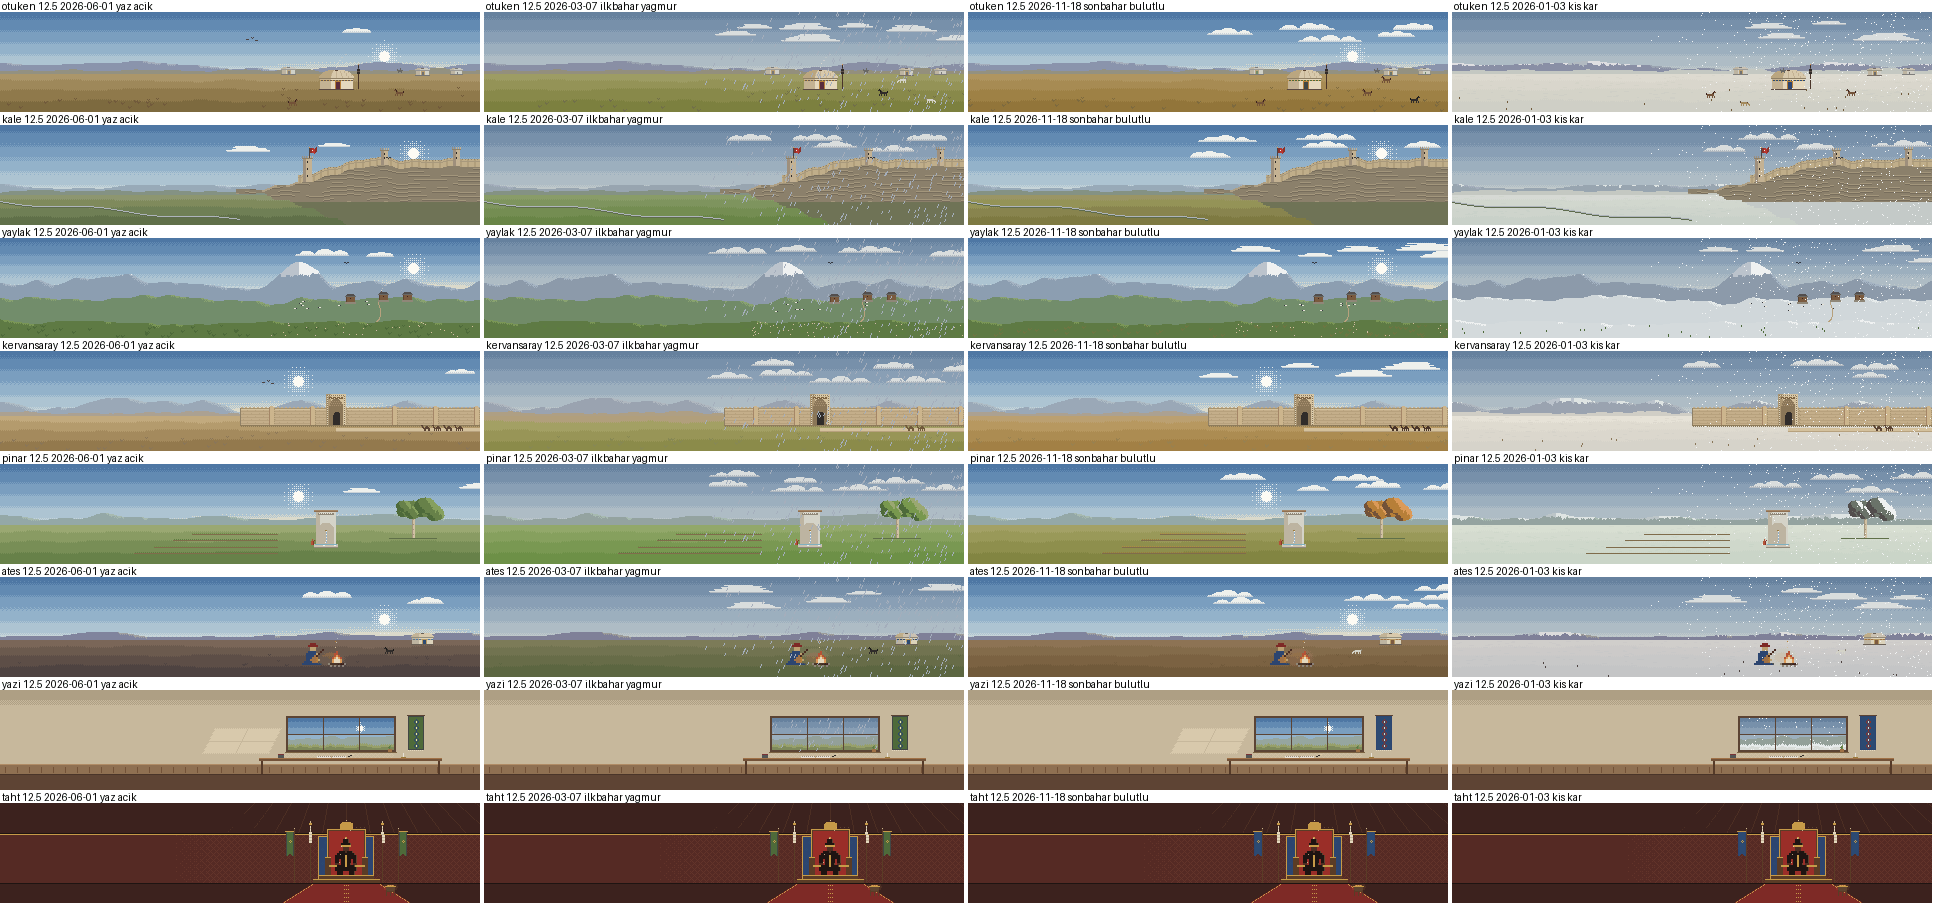 otuken 12.5 2026-06-01 yaz acik
otuken 12.5 2026-03-07 ilkbahar yagmur
otuken 12.5 2026-11-18 sonbahar bulutlu
otuken 12.5 2026-01-03 kis kar
kale 12.5 2026-06-01 yaz acik
kale 12.5 2026-03-07 ilkbahar yagmur
kale 12.5 2026-11-18 sonbahar bulutlu
kale 12.5 2026-01-03 kis kar
yaylak 12.5 2026-06-01 yaz acik
yaylak 12.5 2026-03-07 ilkbahar yagmur
yaylak 12.5 2026-11-18 sonbahar bulutlu
yaylak 12.5 2026-01-03 kis kar
kervansaray 12.5 2026-06-01 yaz acik
kervansaray 12.5 2026-03-07 ilkbahar yagmur
kervansaray 12.5 2026-11-18 sonbahar bulutlu
kervansaray 12.5 2026-01-03 kis kar
pinar 12.5 2026-06-01 yaz acik
pinar 12.5 2026-03-07 ilkbahar yagmur
pinar 12.5 2026-11-18 sonbahar bulutlu
pinar 12.5 2026-01-03 kis kar
ates 12.5 2026-06-01 yaz acik
ates 12.5 2026-03-07 ilkbahar yagmur
ates 12.5 2026-11-18 sonbahar bulutlu
ates 12.5 2026-01-03 kis kar
yazi 12.5 2026-06-01 yaz acik
yazi 12.5 2026-03-07 ilkbahar yagmur
yazi 12.5 2026-11-18 sonbahar bulutlu
yazi 12.5 2026-01-03 kis kar
taht 12.5 2026-06-01 yaz acik
taht 12.5 2026-03-07 ilkbahar yagmur
taht 12.5 2026-11-18 sonbahar bulutlu
taht 12.5 2026-01-03 kis kar